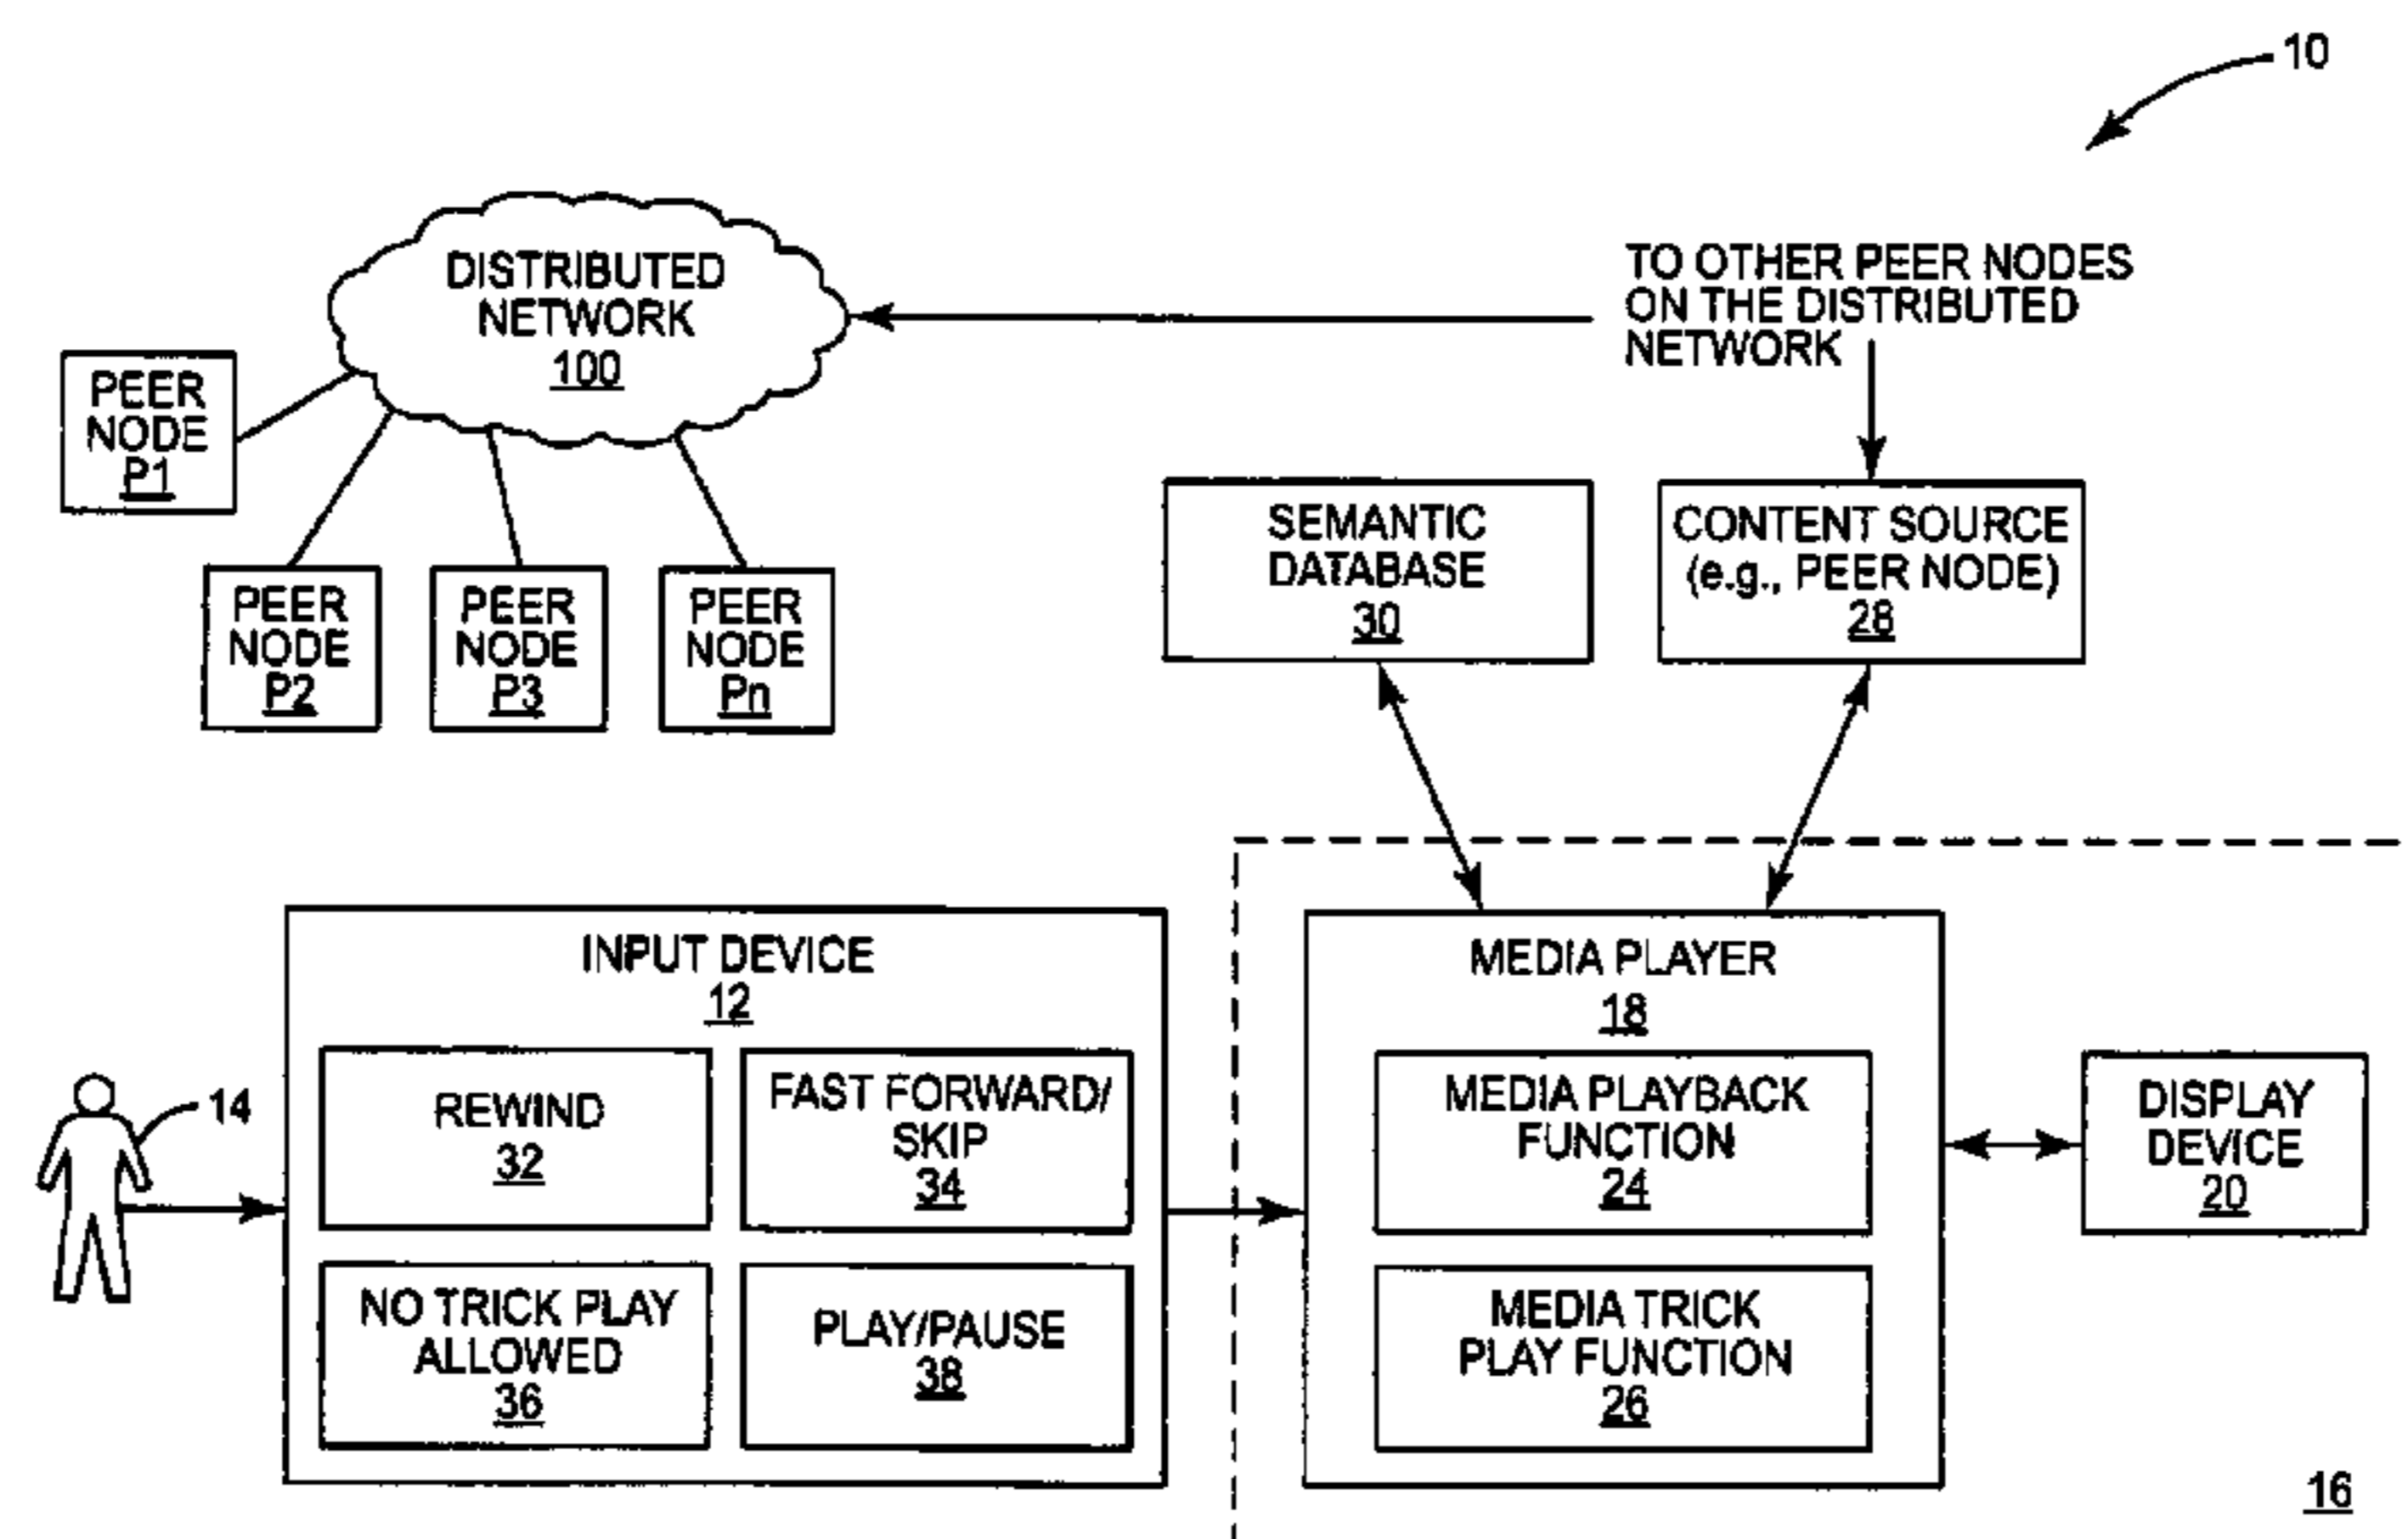 10
DISTRIBUTED
NETWORK
100
TO OTHER PEER NODES
ON THE DISTRIBUTED
NETWORK
PEER
NODE
P1
PEER
NODE
P2
PEER
NODE
P3
PEER
NODE
Pn
SEMANTIC
DATABASE
30
CONTENT SOURCE
(e.g., PEER NODE)
28
INPUT DEVICE
12
REWIND
32
FAST FORWARD/
SKIP
34
NO TRICK PLAY
ALLOWED
36
PLAY/PAUSE
38
14
MEDIA PLAYER
18
MEDIA PLAYBACK
FUNCTION
24
MEDIA TRICK
PLAY FUNCTION
26
DISPLAY
DEVICE
20
16